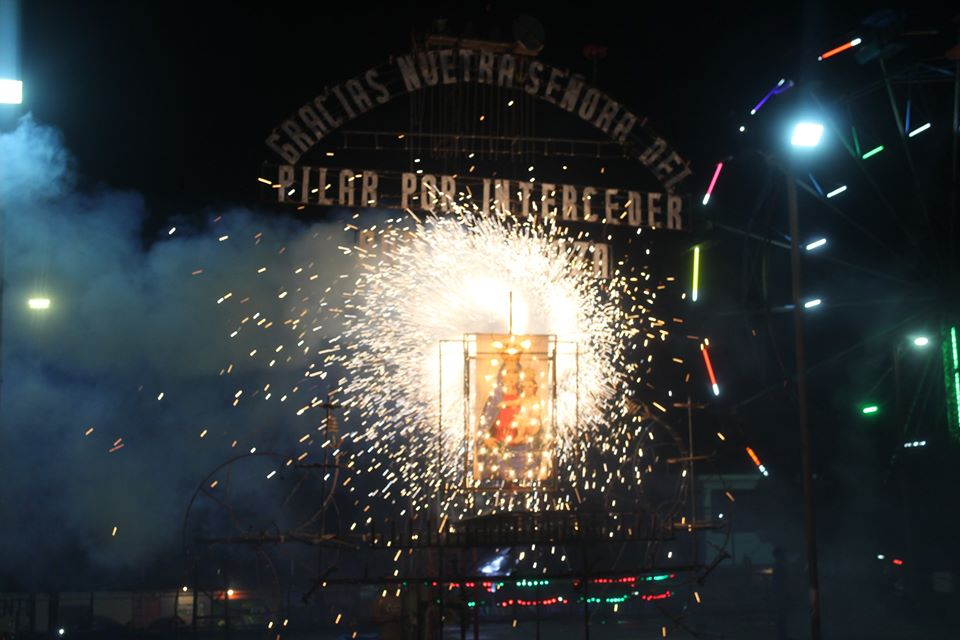 GRACIAS NUETRA SEÑORA DEL
PILAR POR INTERCEDER